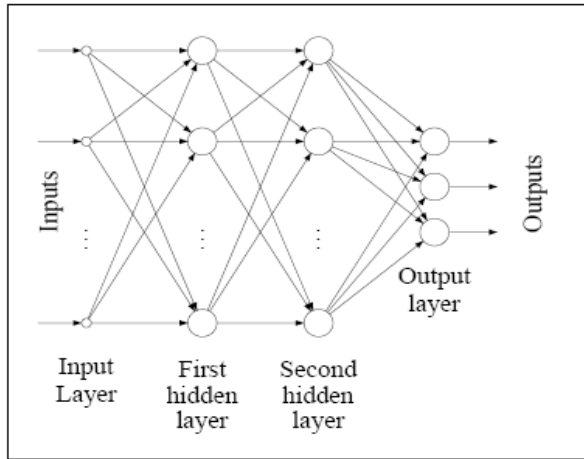 Inputs
Outputs
Output
layer
Input
Layer
First
hidden
layer
Second
hidden
layer